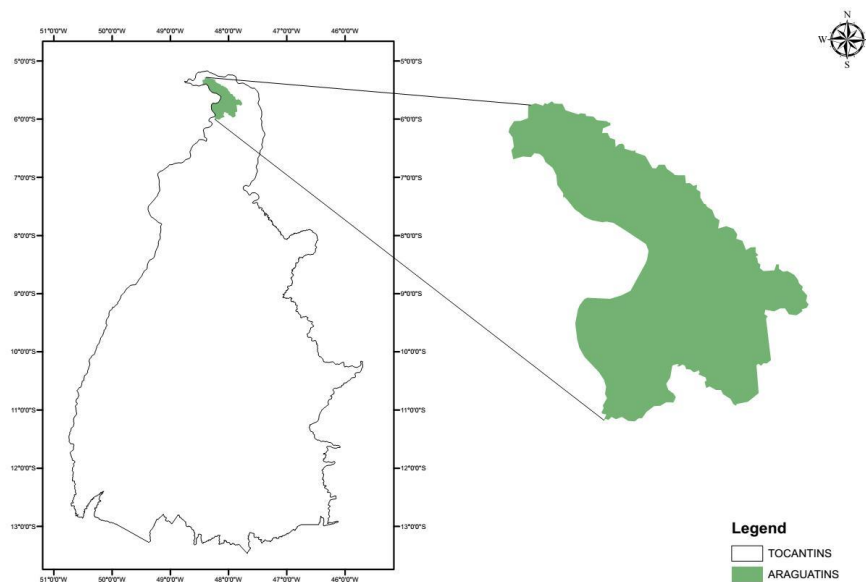 51°0'0"W 50°0'0"W 49°0'0"W 48°0'0"W 47°0'0"W 46°0'0"W
N
W
E
S
5°0'0"S 5°0'0"S
6°0'0"S 6°0'0"S
7°0'0"S 7°0'0"S
8°0'0"S 8°0'0"S
9°0'0"S 9°0'0"S
10°0'0"S 10°0'0"S
11°0'0"S 11°0'0"S
12°0'0"S 12°0'0"S
13°0'0"S 13°0'0"S
51°0'0"W 50°0'0"W 49°0'0"W 48°0'0"W 47°0'0"W 46°0'0"W
Legend
TOCANTINS
ARAGUATINS